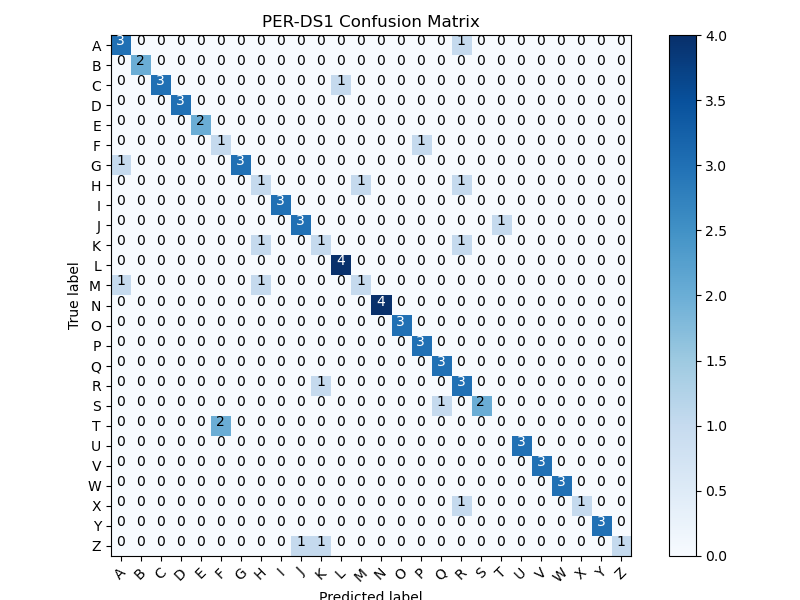 PER-DS1 Confusion Matrix
True label
A 3 0 0 0 0 0 0 0 0 0 0 0 0 0 0 0 0 1 0 0 0 0 0 0 0 0
B 0 2 0 0 0 0 0 0 0 0 0 0 0 0 0 0 0 0 0 0 0 0 0 0 0 0
C 0 0 3 0 0 0 0 0 0 0 0 1 0 0 0 0 0 0 0 0 0 0 0 0 0 0
D 0 0 0 3 0 0 0 0 0 0 0 0 0 0 0 0 0 0 0 0 0 0 0 0 0 0
E 0 0 0 0 2 0 0 0 0 0 0 0 0 0 0 0 0 0 0 0 0 0 0 0 0 0
F 0 0 0 0 0 1 0 0 0 0 0 0 0 0 0 1 0 0 0 0 0 0 0 0 0 0
G 1 0 0 0 0 0 3 0 0 0 0 0 0 0 0 0 0 0 0 0 0 0 0 0 0 0
H 0 0 0 0 0 0 0 1 0 0 0 0 1 0 0 0 0 1 0 0 0 0 0 0 0 0
I 0 0 0 0 0 0 0 0 3 0 0 0 0 0 0 0 0 0 0 0 0 0 0 0 0 0
J 0 0 0 0 0 0 0 0 0 3 0 0 0 0 0 0 0 0 0 1 0 0 0 0 0 0
K 0 0 0 0 0 0 0 1 0 0 1 0 0 0 0 0 0 1 0 0 0 0 0 0 0 0
L 0 0 0 0 0 0 0 0 0 0 0 4 0 0 0 0 0 0 0 0 0 0 0 0 0 0
M 1 0 0 0 0 0 0 1 0 0 0 0 1 0 0 0 0 0 0 0 0 0 0 0 0 0
N 0 0 0 0 0 0 0 0 0 0 0 0 0 4 0 0 0 0 0 0 0 0 0 0 0 0
O 0 0 0 0 0 0 0 0 0 0 0 0 0 0 3 0 0 0 0 0 0 0 0 0 0 0
P 0 0 0 0 0 0 0 0 0 0 0 0 0 0 0 3 0 0 0 0 0 0 0 0 0 0
Q 0 0 0 0 0 0 0 0 0 0 0 0 0 0 0 0 3 0 0 0 0 0 0 0 0 0
R 0 0 0 0 0 0 0 0 0 0 1 0 0 0 0 0 0 3 0 0 0 0 0 0 0 0
S 0 0 0 0 0 0 0 0 0 0 0 0 0 0 0 0 1 0 2 0 0 0 0 0 0 0
T 0 0 0 0 0 2 0 0 0 0 0 0 0 0 0 0 0 0 0 0 0 0 0 0 0 0
U 0 0 0 0 0 0 0 0 0 0 0 0 0 0 0 0 0 0 0 0 3 0 0 0 0 0
V 0 0 0 0 0 0 0 0 0 0 0 0 0 0 0 0 0 0 0 0 0 3 0 0 0 0
W 0 0 0 0 0 0 0 0 0 0 0 0 0 0 0 0 0 0 0 0 0 0 3 0 0 0
X 0 0 0 0 0 0 0 0 0 0 0 0 0 0 0 0 0 1 0 0 0 0 0 1 0 0
Y 0 0 0 0 0 0 0 0 0 0 0 0 0 0 0 0 0 0 0 0 0 0 0 0 3 0
Z 0 0 0 0 0 0 0 0 0 1 1 0 0 0 0 0 0 0 0 0 0 0 0 0 0 1
A B C D E F G H I J K L M N O P Q R S T U V W X Y Z
Predicted label
4.0
3.5
3.0
2.5
2.0
1.5
1.0
0.5
0.0